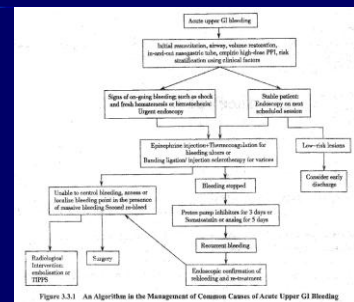 Acute upper GI bleeding
Initial resuscitation, airway, volume restoration,
in-and-out nasogastric tube, empiric high-dose PPI, risk
stratification using clinical factors
Signs of on-going bleeding: such as shock
and fresh hematemesis or hematochezia:
Urgent endoscopy
Stable patient:
Endoscopy on next
scheduled session
Epinephrine injection+Thermocoagulation for
bleeding ulcers or
Banding ligation/ injection sclerotherapy for varices
Low-risk lesions
Consider early
discharge
Unable to control bleeding, access or
localize bleeding point in the presence
of massive bleeding Second re-bleed
Bleeding stopped
Proton pump inhibitors for 3 days or
Somatostatin or analog for 5 days
Recurrent bleeding
Radiological
Intervention:
embolization or
TIPPS
Surgery
Endoscopic confirmation of
rebleeding and re-treatment
Figure 3.3.1 An Algorithm in the Management of Common Causes of Acute Upper GI Bleeding